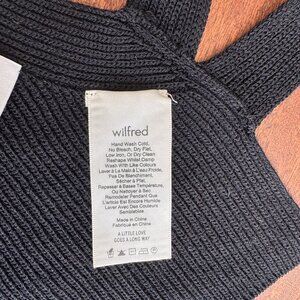 wilfred
Hand Wash Cold,
No Bleach, Dry Flat,
Low Iron, Or Dry Clean
Reshape Whilst Damp
Wash With Like Colours
Laver À La Main À L'eau Froide,
Pas De Blanchiment,
Sécher À Plat,
Repasser À Basse Température,
Ou Nettoyer À Sec
Remodeler Pendant Que
L'article Est Encore Humide
Laver Avec Des Couleurs
Semblables
Made in China
Fabriqué en Chine
A LITTLE LOVE
GOES A LONG WAY